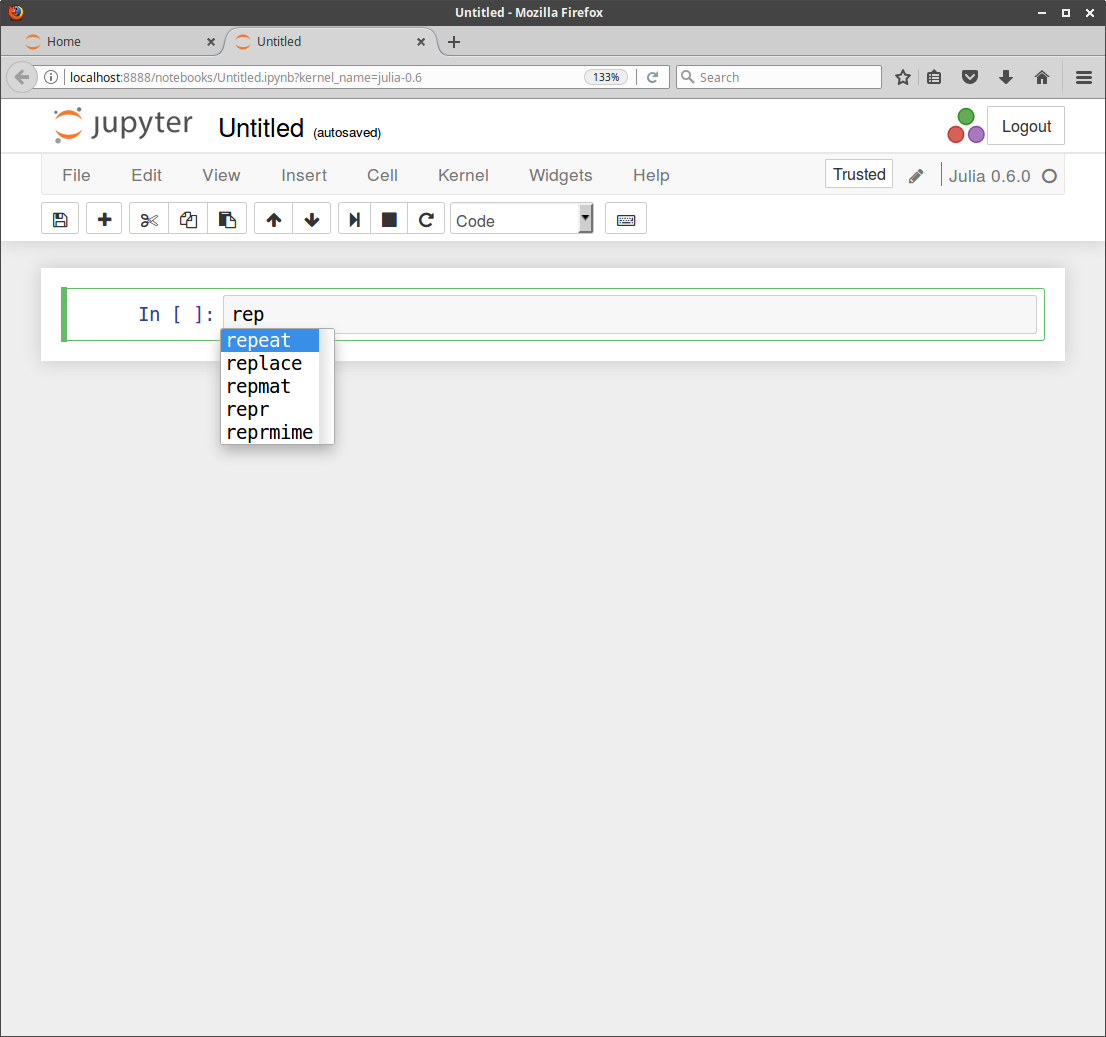 Untitled - Mozilla Firefox
Home Untitled
localhost:8888/notebooks/Untitled.ipynb?kernel_name=julia-0.6 133% Search
jupyter Untitled (autosaved) Logout
File Edit View Insert Cell Kernel Widgets Help Trusted Julia 0.6.0
Code
In [ ]: rep
repeat
replace
repmat
repr
reprmime